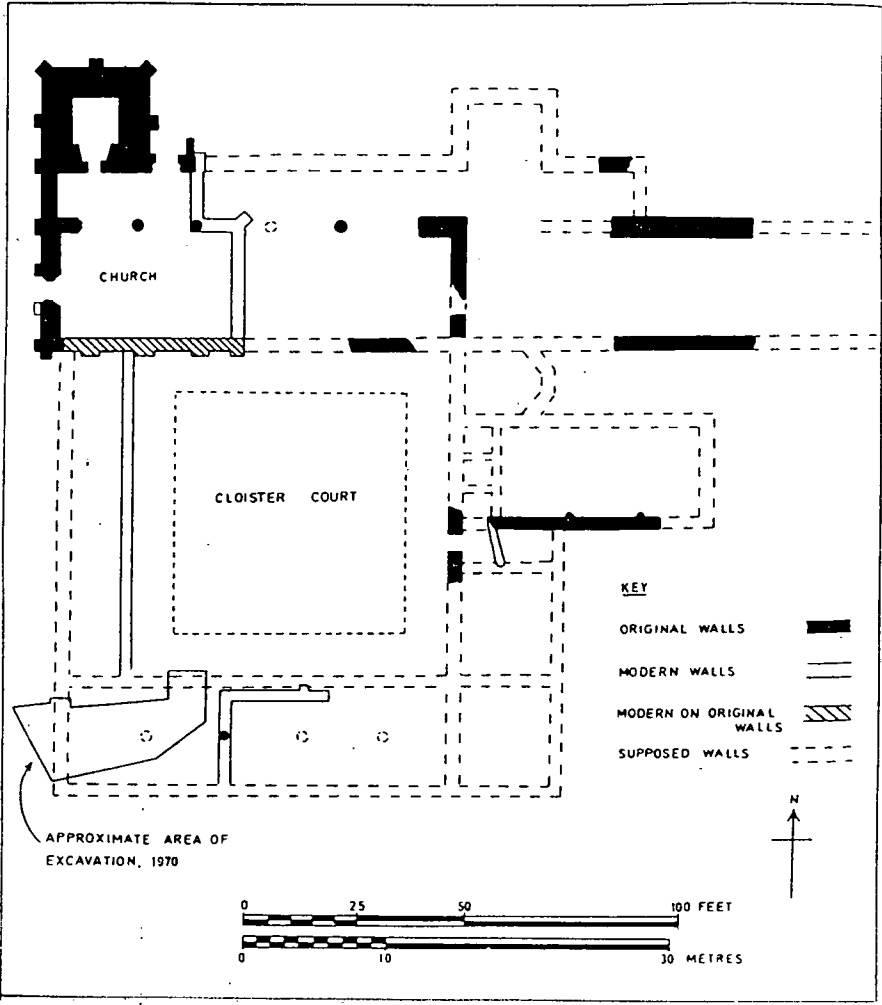 CHURCH
CLOISTER COURT
KEY
ORIGINAL WALLS
MODERN WALLS
MODERN ON ORIGINAL
WALLS
SUPPOSED WALLS
N
APPROXIMATE AREA OF
EXCAVATION, 1970
0 25 50 100 FEET
0 10 30 METRES